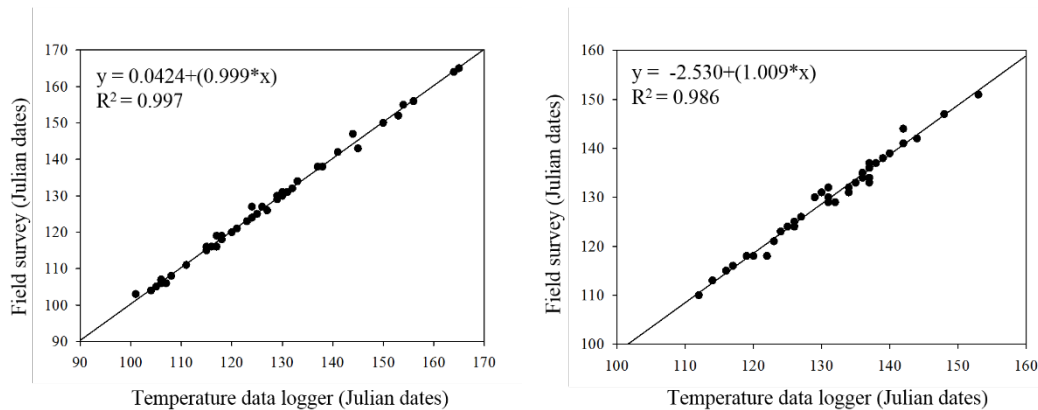 y = 0.0424+(0.999*x)
R² = 0.997
Field survey (Julian dates)
170
160
150
140
130
120
110
100
90
90 100 110 120 130 140 150 160 170
Temperature data logger (Julian dates)
y = -2.530+(1.009*x)
R² = 0.986
Field survey (Julian dates)
160
150
140
130
120
110
100
100 110 120 130 140 150 160
Temperature data logger (Julian dates)